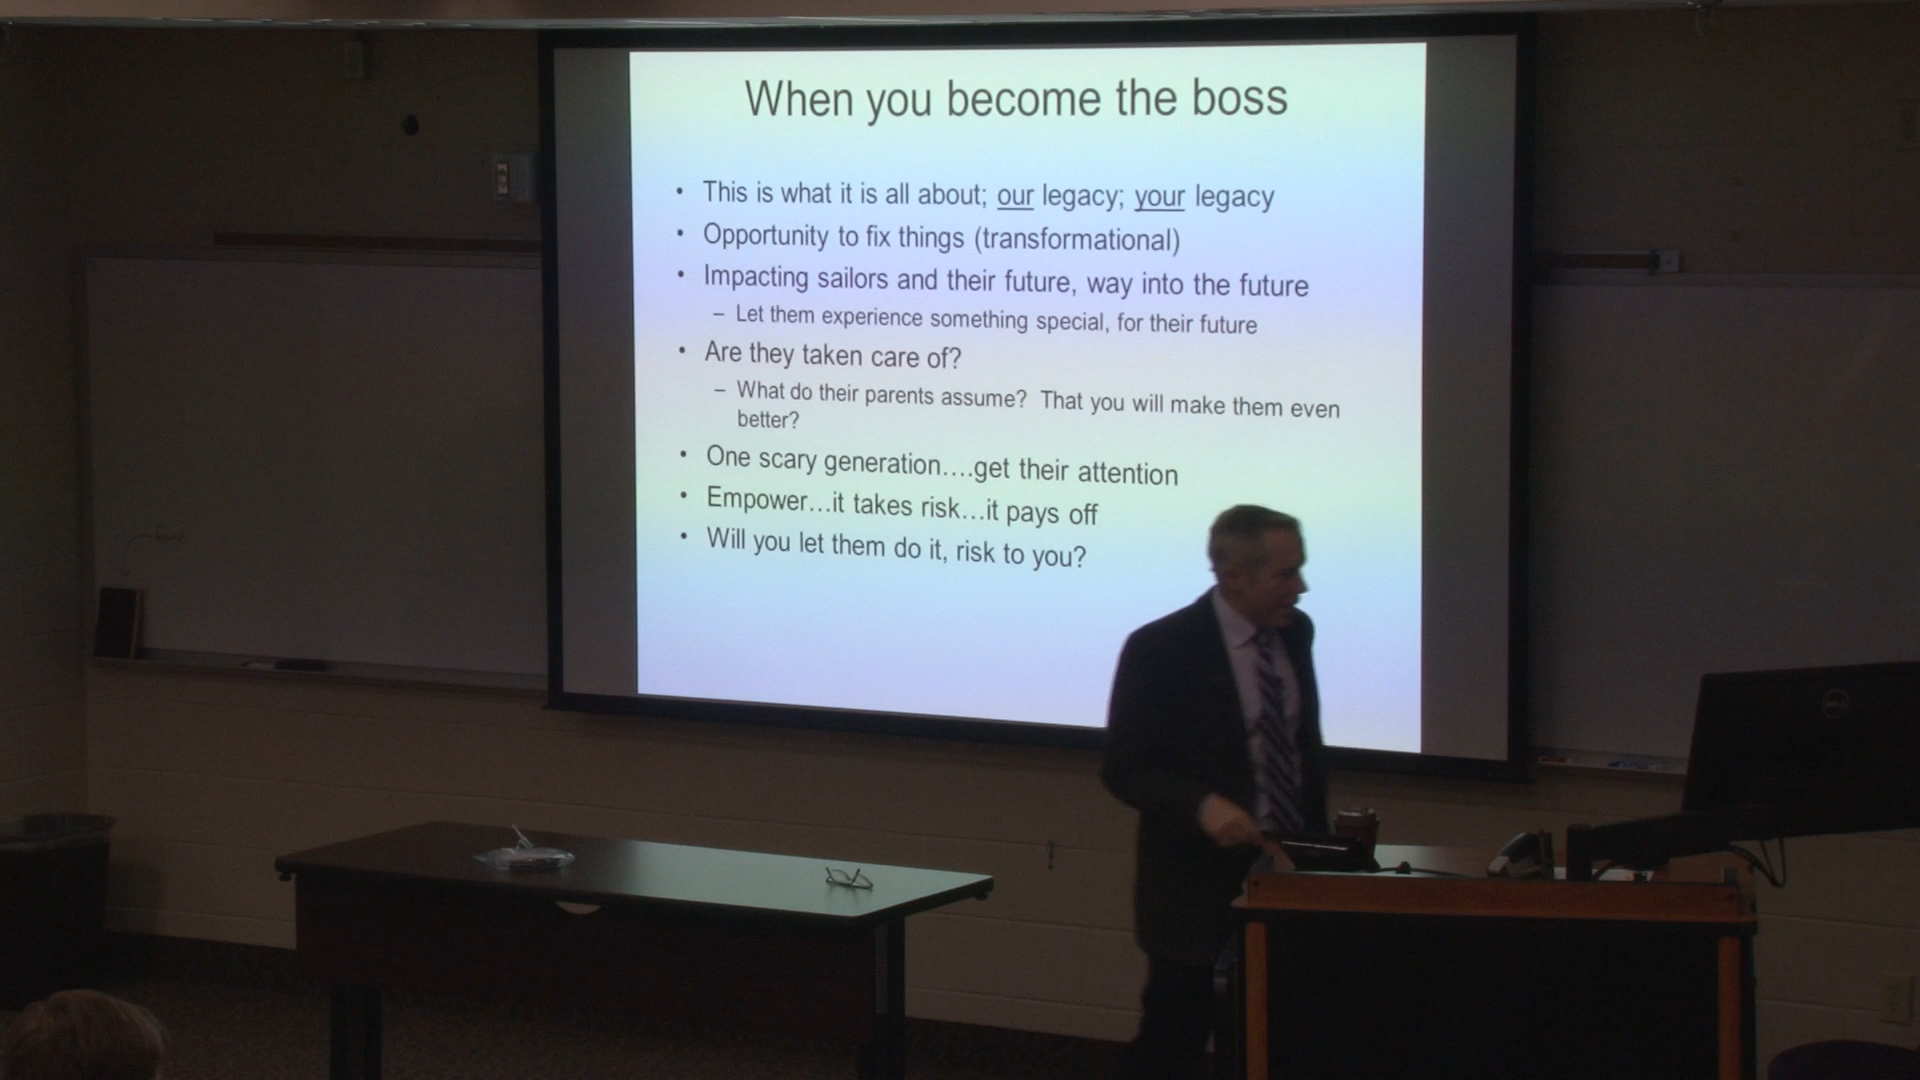 When you become the boss
• This is what it is all about; our legacy; your legacy
• Opportunity to fix things (transformational)
• Impacting sailors and their future, way into the future
– Let them experience something special, for their future
• Are they taken care of?
– What do their parents assume?  That you will make them even
better?
• One scary generation….get their attention
• Empower…it takes risk…it pays off
• Will you let them do it, risk to you?
DELL